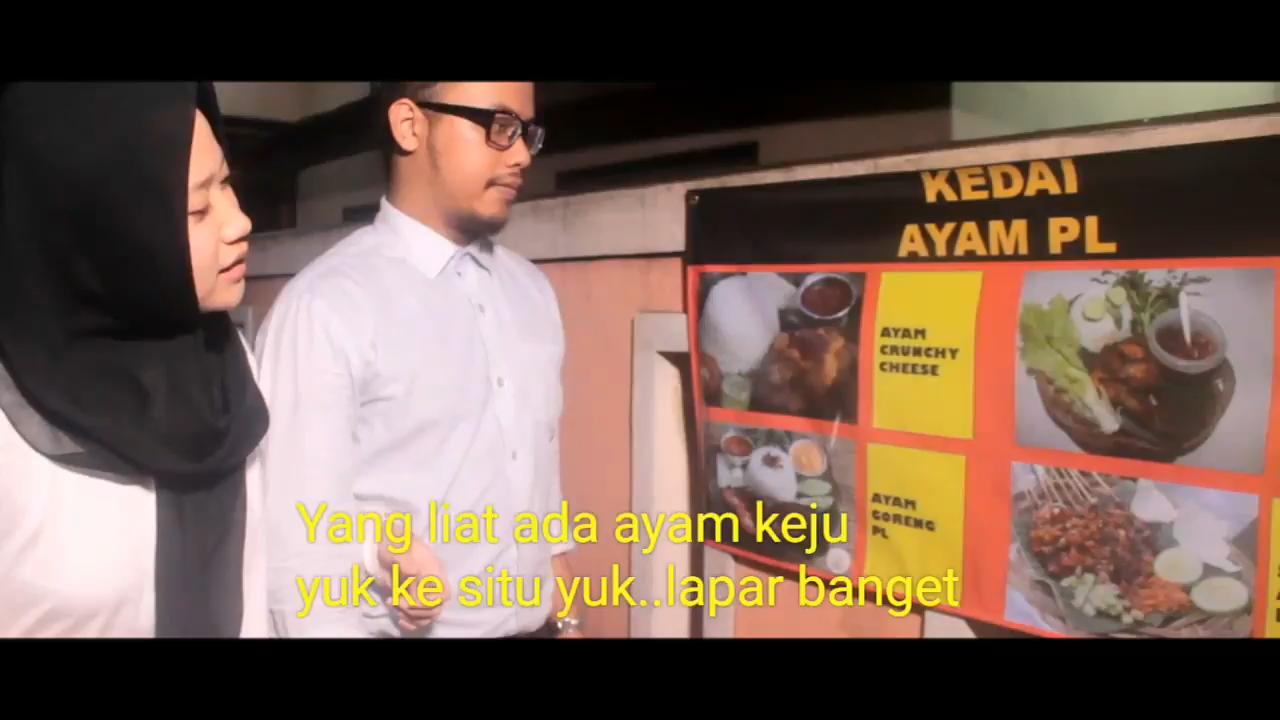 KEDAI
AYAM PL
AYAM
CRUNCHY
CHEESE
AYAM
GORENG
PL
Yang liat ada ayam keju
yuk ke situ yuk..lapar banget